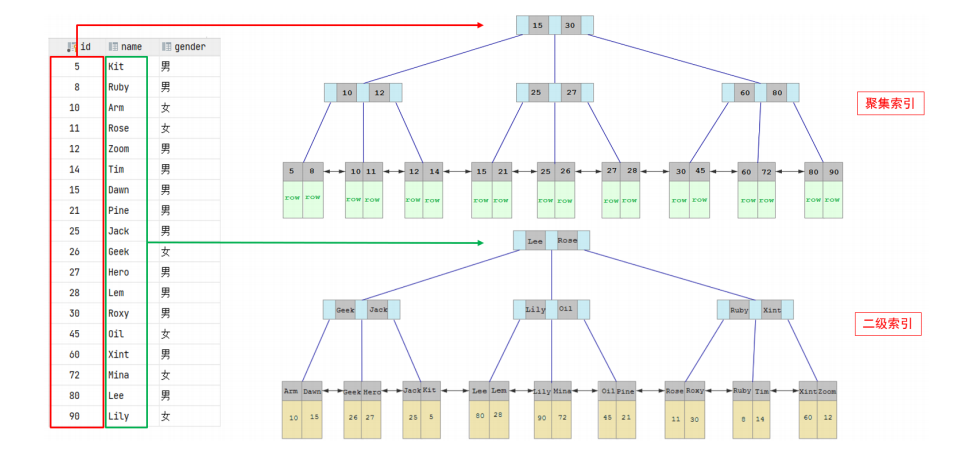 id name gender
5 Kit 男
8 Ruby 男
10 Arm 女
11 Rose 女
12 Zoom 男
14 Tim 男
15 Dawn 男
21 Pine 男
25 Jack 男
26 Geek 女
27 Hero 男
28 Lem 男
30 Roxy 男
45 Oil 女
60 Xint 男
72 Mina 女
80 Lee 男
90 Lily 女
15 30
10 12 25 27 60 80
聚集索引
5 8 10 11 12 14 15 21 25 26 27 28 30 45 60 72 80 90
row row row row row row row row row row row row row row row row row row
Lee Rose
Geek Jack Lily Oil Ruby Xint
二级索引
Arm Dawn Geek Hero Jack Kit Lee Lem Lily Mina Oil Pine Rose Roxy Ruby Tim Xint Zoom
10 15 26 27 25 5 80 28 90 72 45 21 11 30 8 14 60 12